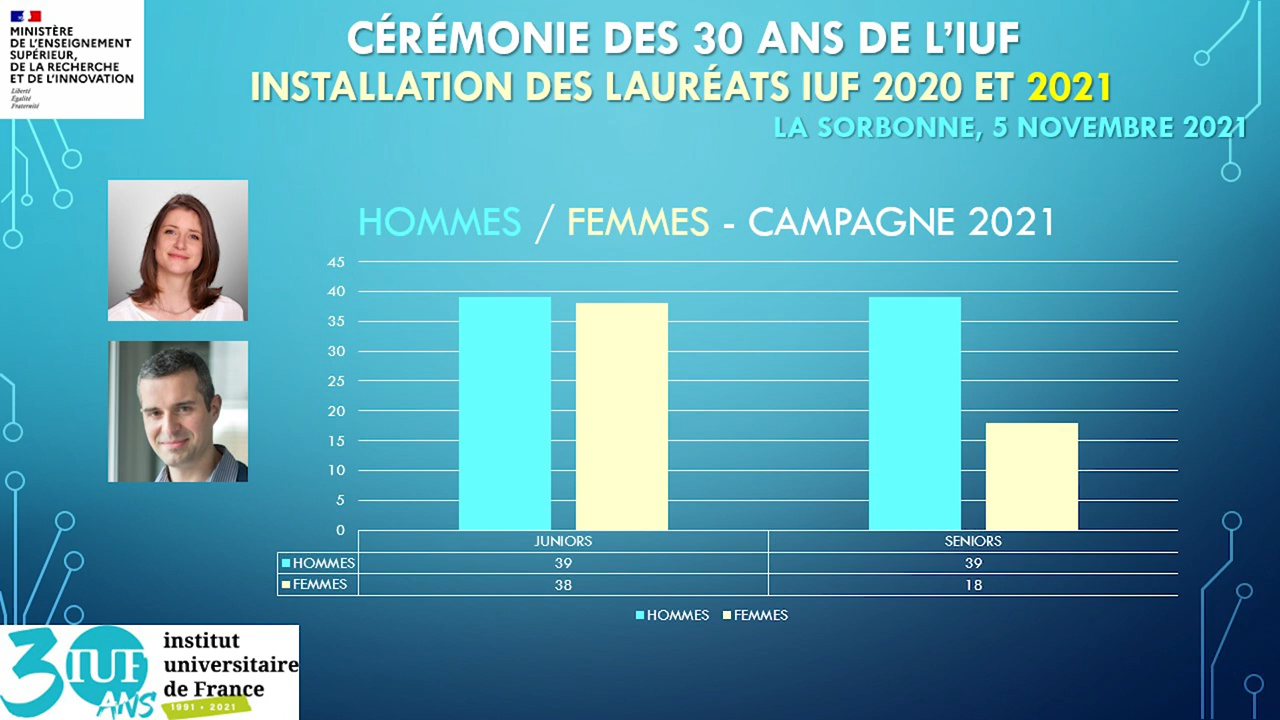 MINISTÈRE
DE L'ENSEIGNEMENT
SUPÉRIEUR,
DE LA RECHERCHE
ET DE L'INNOVATION
Liberté
Égalité
Fraternité
CÉRÉMONIE DES 30 ANS DE L'IUF
INSTALLATION DES LAURÉATS IUF 2020 ET 2021
LA SORBONNE, 5 NOVEMBRE 2021
HOMMES / FEMMES - CAMPAGNE 2021
45
40
35
30
25
20
15
10
5
0
JUNIORS SENIORS
HOMMES 39 39
FEMMES 38 18
HOMMES FEMMES
30 IUF ANS
institut
universitaire
de France
1991 • 2021